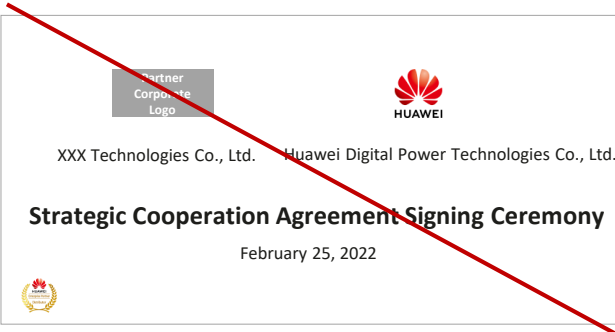 Partner
Corporate
Logo
HUAWEI
XXX Technologies Co., Ltd.
Huawei Digital Power Technologies Co., Ltd.
Strategic Cooperation Agreement Signing Ceremony
February 25, 2022
HUAWEI